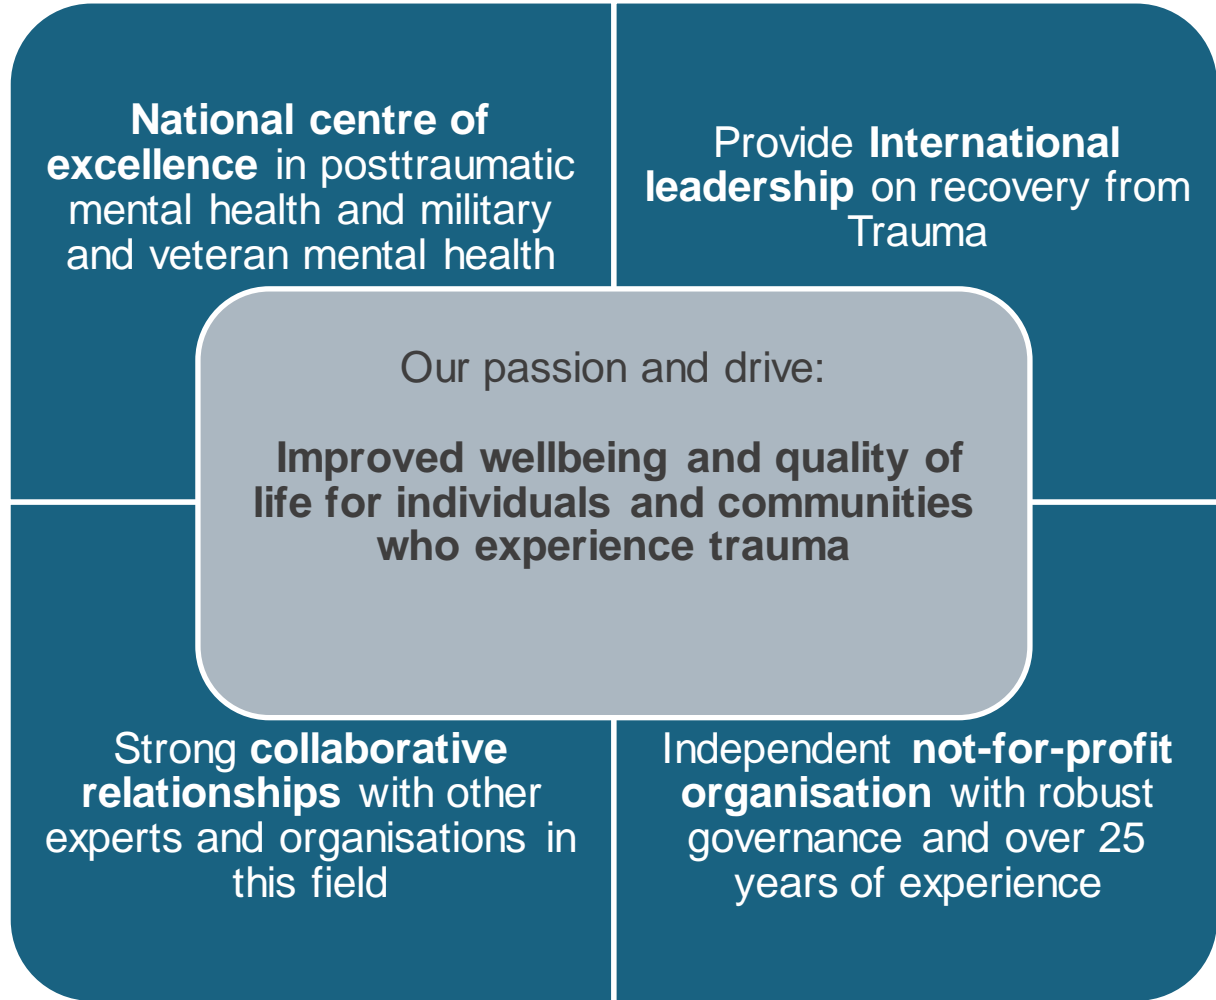 National centre of
excellence in posttraumatic
mental health and military
and veteran mental health
Provide International
leadership on recovery from
Trauma
Our passion and drive:
Improved wellbeing and quality of
life for individuals and communities
who experience trauma
Strong collaborative
relationships with other
experts and organisations in
this field
Independent not-for-profit
organisation with robust
governance and over 25
years of experience